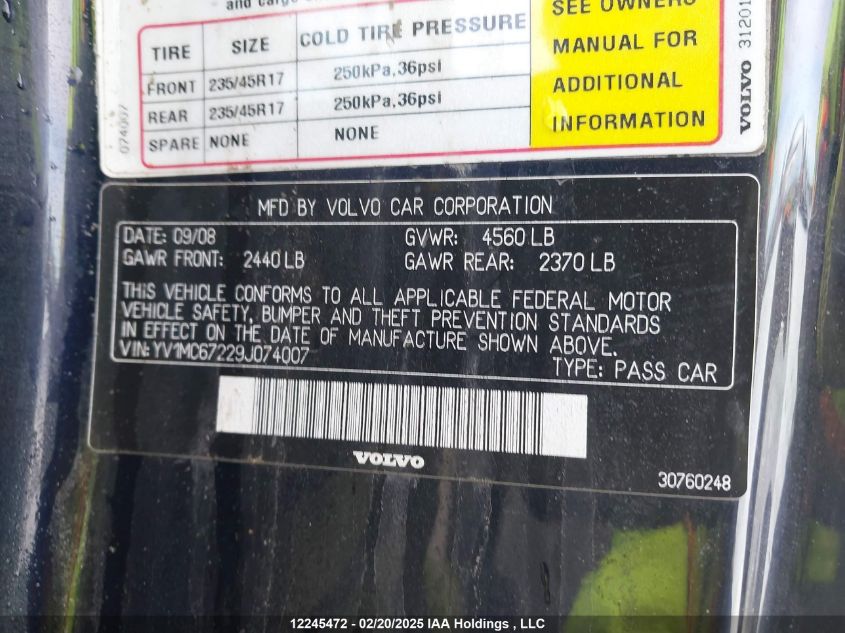 and cargo
TIRE SIZE COLD TIRE PRESSURE
FRONT 235/45R17 250kPa,36psi
REAR 235/45R17 250kPa,36psi
SPARE NONE NONE
SEE OWNERS
MANUAL FOR
ADDITIONAL
INFORMATION
074007
VOLVO 31201
MFD BY VOLVO CAR CORPORATION
DATE: 09/08 GVWR: 4560 LB
GAWR FRONT: 2440 LB GAWR REAR: 2370 LB
THIS VEHICLE CONFORMS TO ALL APPLICABLE FEDERAL MOTOR
VEHICLE SAFETY, BUMPER AND THEFT PREVENTION STANDARDS
IN EFFECT ON THE DATE OF MANUFACTURE SHOWN ABOVE.
VIN: YV1MC67229J074007
TYPE: PASS CAR
VOLVO
30760248
12245472 - 02/20/2025 IAA Holdings , LLC